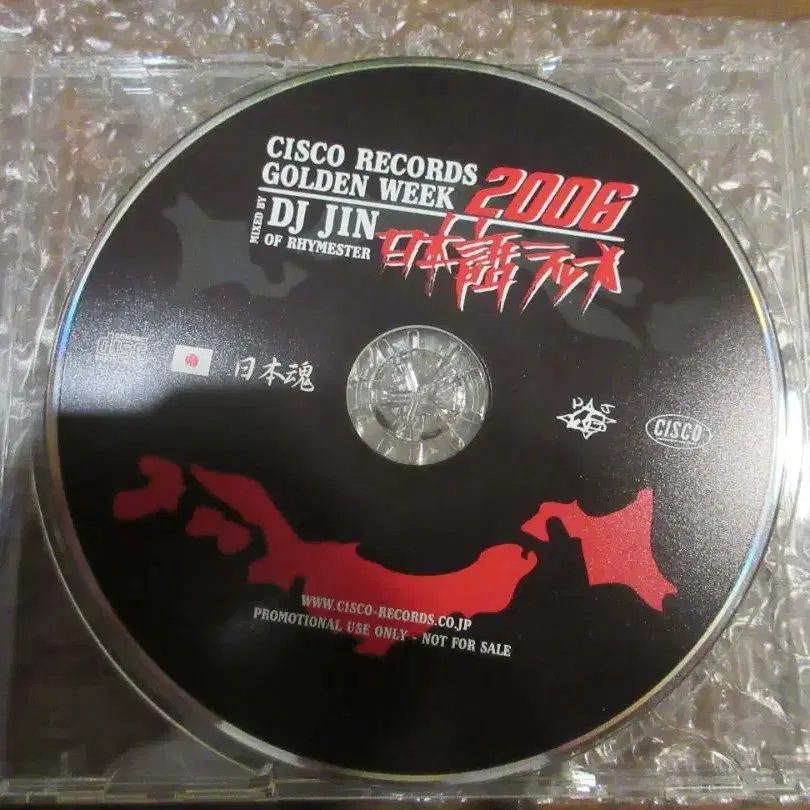 CISCO RECORDS
GOLDEN WEEK 2006
MIXED BY
DJ JIN
OF RHYMESTER
日本語ラップ
disc
日本魂
CISCO
WWW.CISCO-RECORDS.CO.JP
PROMOTIONAL USE ONLY - NOT FOR SALE